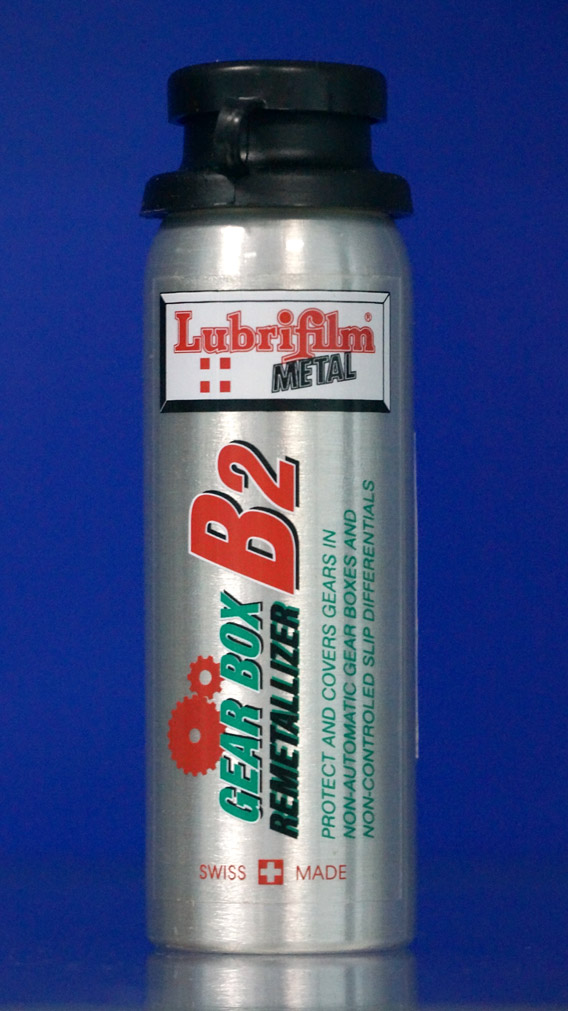 Lubrifilm®
METAL
B2
GEAR BOX
REMETALLIZER
PROTECT AND COVERS GEARS IN
NON-AUTOMATIC GEAR BOXES AND
NON-CONTROLED SLIP DIFFERENTIALS
SWISS MADE